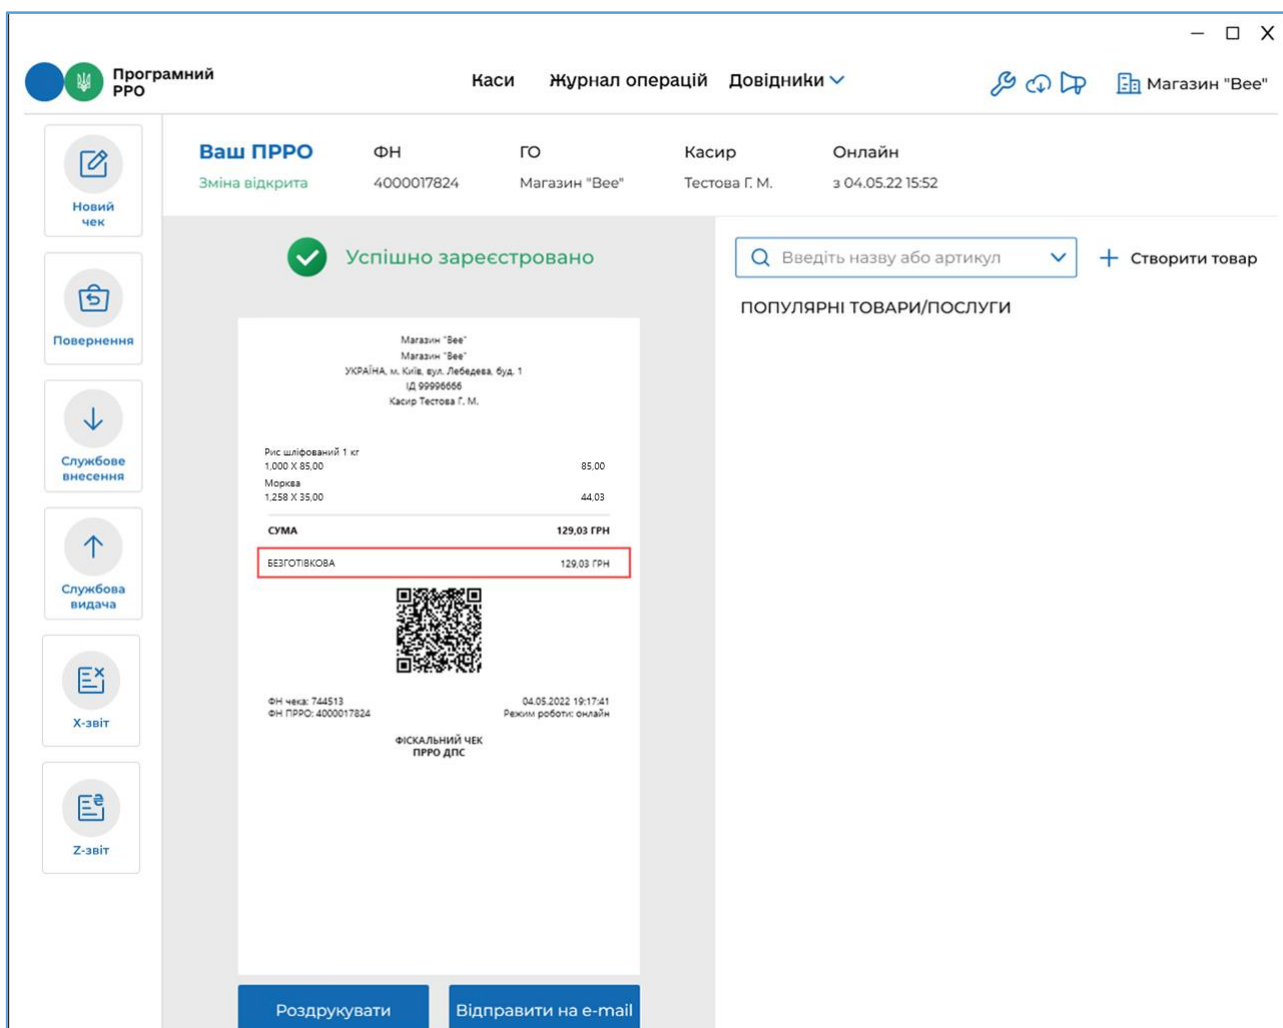 Програмний
РРО
Каси Журнал операцій Довідники
Магазин "Bee"
Новий
чек
Повернення
Службове
внесення
Службова
видача
X-звіт
Z-звіт
Ваш ПРРО ФН ГО Касир Онлайн
Зміна відкрита 4000017824 Магазин "Bee" Тестова Г. М. з 04.05.22 15:52
Успішно зареєстровано
Магазин "Bee"
Магазин "Bee"
УКРАЇНА, м. Київ, вул. Лебедева, буд. 1
ІД 99996666
Касир Тестова Г. М.
Рис шліфований 1 кг
1,000 X 85,00 85,00
Морква
1,258 X 35,00 44,03
СУМА 129,03 ГРН
БЕЗГОТІВКОВА 129,03 ГРН
ФН чека: 744513 04.05.2022 19:17:41
ФН ПРРО: 4000017824 Режим роботи: онлайн
ФІСКАЛЬНИЙ ЧЕК
ПРРО ДПС
Роздрукувати Відправити на e-mail
Введіть назву або артикул
Створити товар
ПОПУЛЯРНІ ТОВАРИ/ПОСЛУГИ